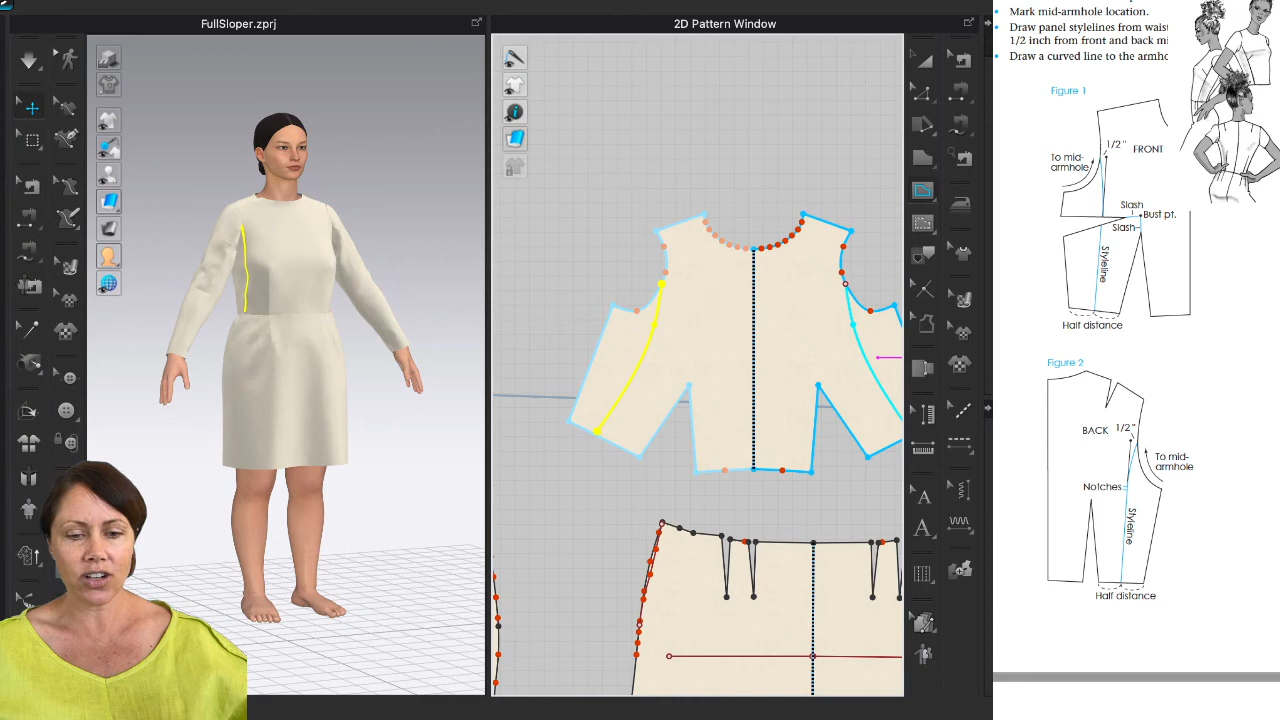 FullSloper.zprj
2D Pattern Window
Mark mid-armhole location.
Draw panel stylelines from wais
1/2 inch from front and back mi
Draw a curved line to the armho
Figure 1
1/2"
FRONT
To mid-
armhole
Slash
Bust pt.
Slash
Styleline
Half distance
Figure 2
BACK
1/2"
To mid-
armhole
Notches
Styleline
Half distance
A
A